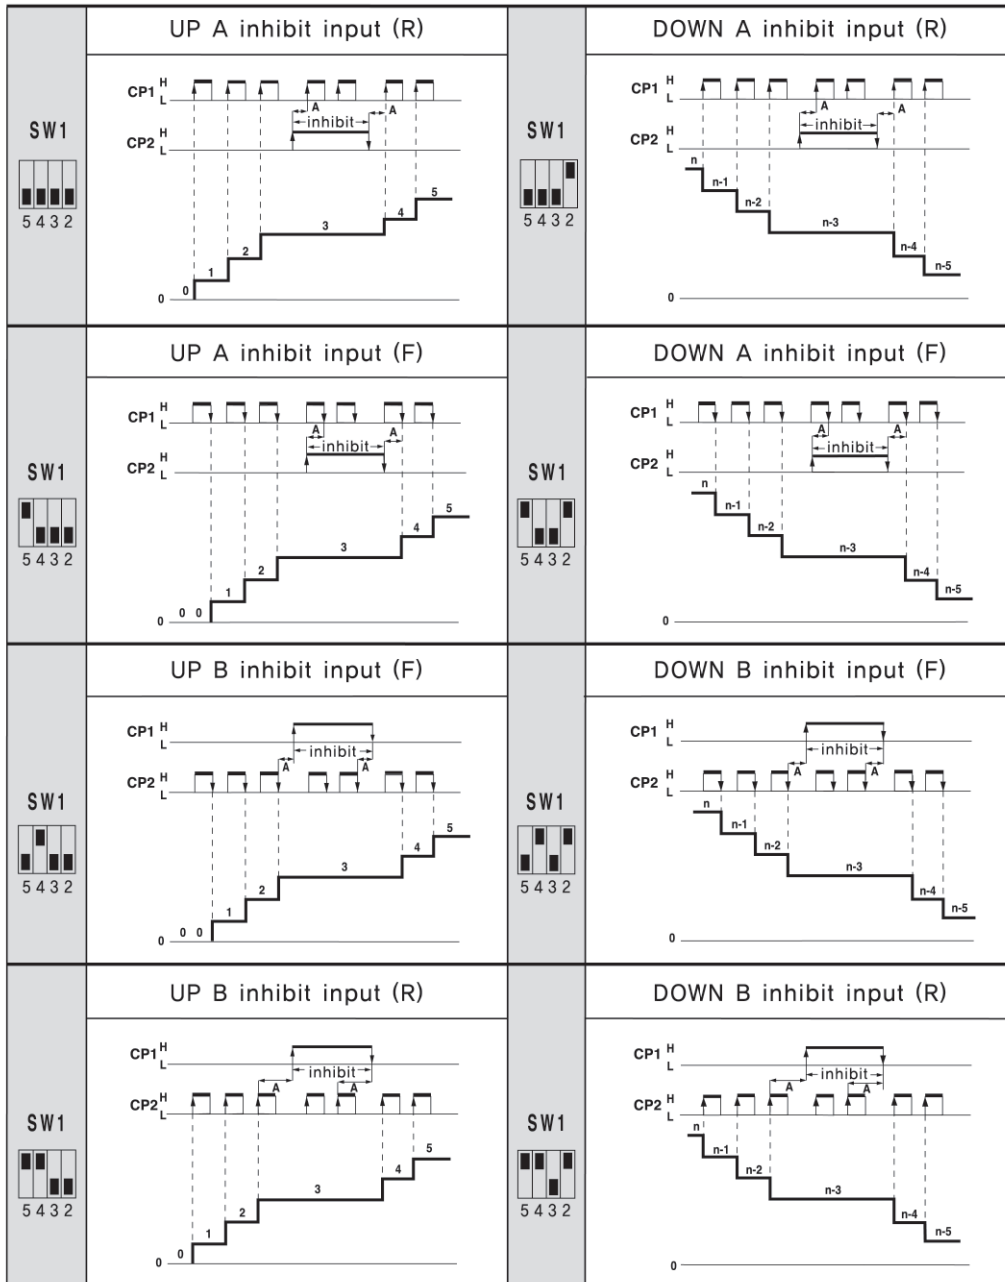 UP A inhibit input (R)
DOWN A inhibit input (R)
SW1
5 4 3 2
CP1 H
L
A
A
inhibit
CP2 H
L
0
1
2
3
4
5
0
SW1
5 4 3 2
CP1 H
L
A
A
inhibit
CP2 H
L
n
n-1
n-2
n-3
n-4
n-5
0
UP A inhibit input (F)
DOWN A inhibit input (F)
SW1
5 4 3 2
CP1 H
L
A
A
inhibit
CP2 H
L
0 0
1
2
3
4
5
0
SW1
5 4 3 2
CP1 H
L
A
A
inhibit
CP2 H
L
n
n-1
n-2
n-3
n-4
n-5
0
UP B inhibit input (F)
DOWN B inhibit input (F)
SW1
5 4 3 2
CP1 H
L
inhibit
A
A
CP2 H
L
0 0
1
2
3
4
5
0
SW1
5 4 3 2
CP1 H
L
inhibit
A
A
CP2 H
L
n
n-1
n-2
n-3
n-4
n-5
0
UP B inhibit input (R)
DOWN B inhibit input (R)
SW1
5 4 3 2
CP1 H
L
inhibit
A
A
CP2 H
L
0
1
2
3
4
5
0
SW1
5 4 3 2
CP1 H
L
inhibit
A
A
CP2 H
L
n
n-1
n-2
n-3
n-4
n-5
0